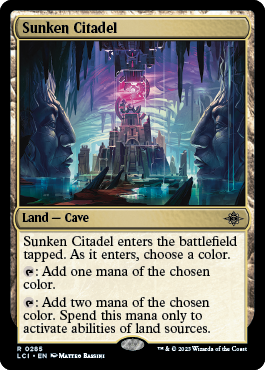 Sunken Citadel
Land — Cave
Sunken Citadel enters the battlefield
tapped. As it enters, choose a color.
: Add one mana of the chosen
color.
: Add two mana of the chosen
color. Spend this mana only to
activate abilities of land sources.
R 0285
LCI • EN Matteo Bassini
™ & © 2023 Wizards of the Coast